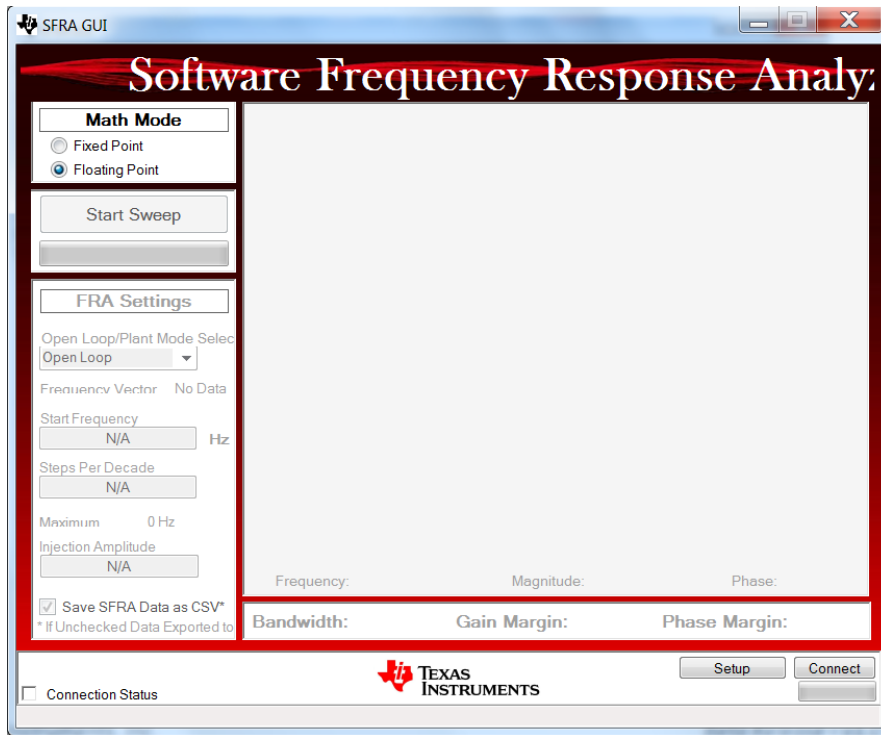 SFRA GUI
Software Frequency Response Analy
Math Mode
Fixed Point
Floating Point
Start Sweep
FRA Settings
Open Loop/Plant Mode Selec
Open Loop
Frequency Vector No Data
Start Frequency
N/A Hz
Steps Per Decade
N/A
Maximum 0 Hz
Injection Amplitude
N/A
Save SFRA Data as CSV*
* If Unchecked Data Exported to
Frequency: Magnitude: Phase:
Bandwidth: Gain Margin: Phase Margin:
Connection Status
TEXAS
INSTRUMENTS
Setup
Connect